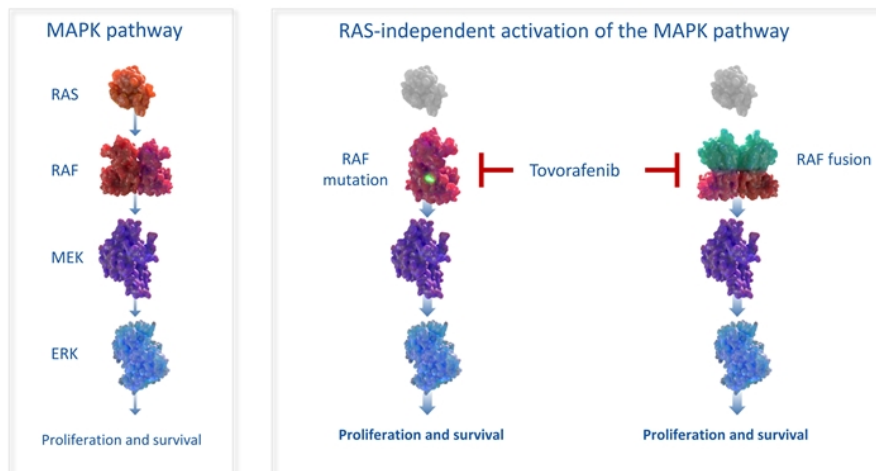 MAPK pathway
RAS
RAF
MEK
ERK
Proliferation and survival
RAS-independent activation of the MAPK pathway
RAF
mutation
Tovorafenib
RAF fusion
Proliferation and survival
Proliferation and survival